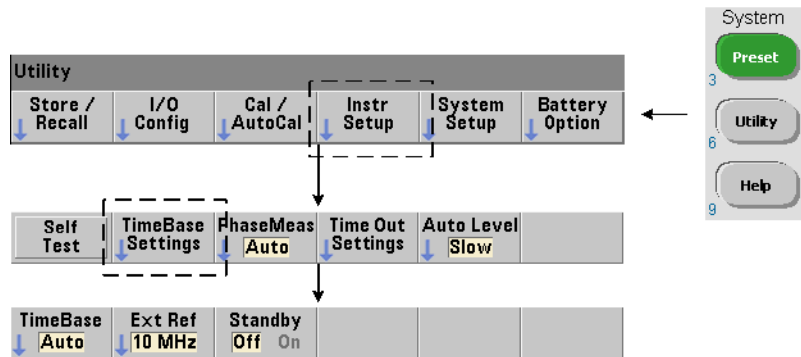 System
Preset
3
Utility
6
Help
9
Utility
Store / Recall
I/O Config
Cal / AutoCal
Instr Setup
System Setup
Battery Option
Self Test
TimeBase Settings
PhaseMeas Auto
Time Out Settings
Auto Level Slow
TimeBase Auto
Ext Ref 10 MHz
Standby Off On